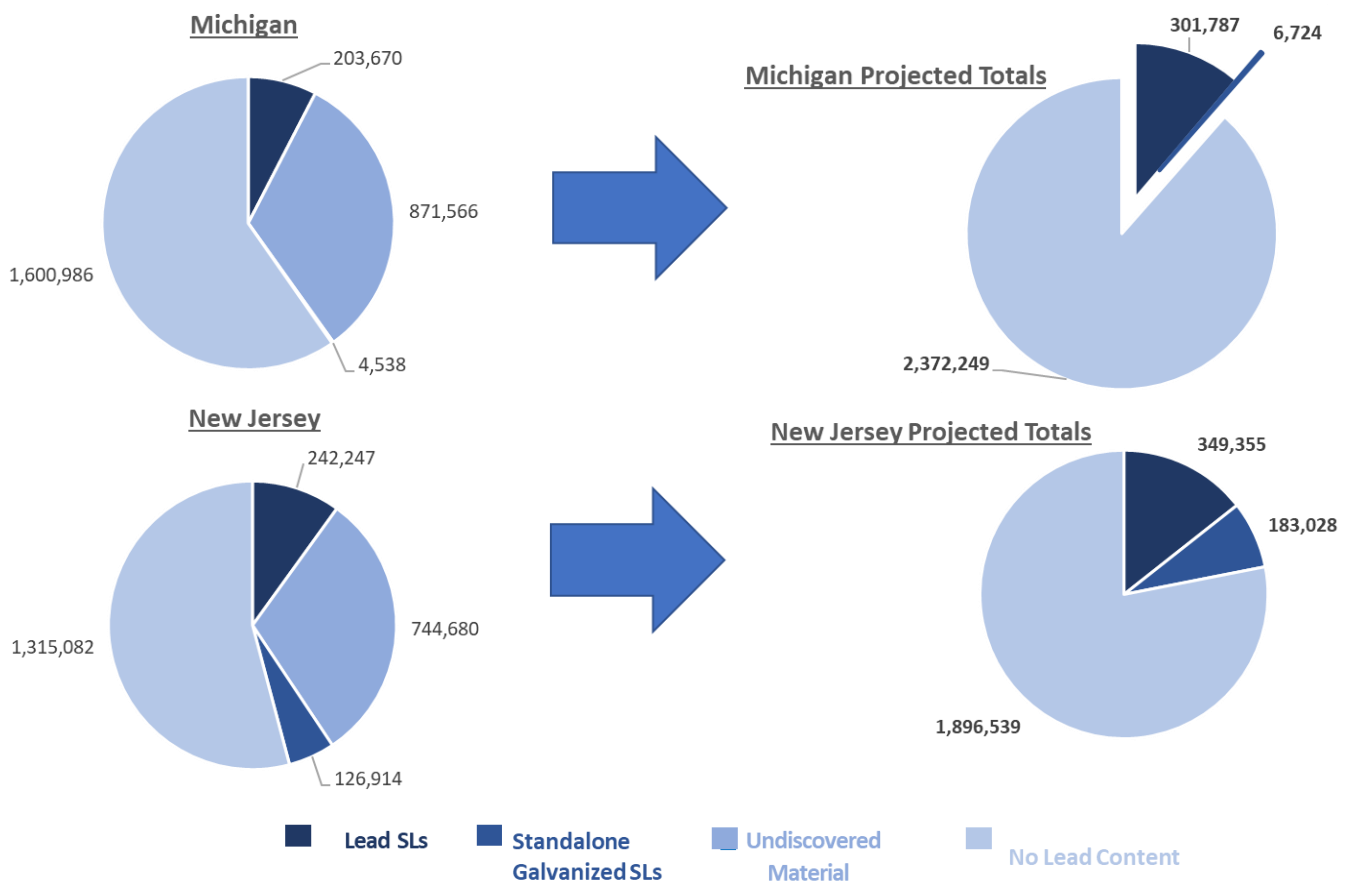 Michigan
203,670
871,566
1,600,986
4,538
Michigan Projected Totals
301,787
6,724
2,372,249
New Jersey
242,247
744,680
1,315,082
126,914
New Jersey Projected Totals
349,355
183,028
1,896,539
Lead SLs
Standalone
Galvanized SLs
Undiscovered
Material
No Lead Content